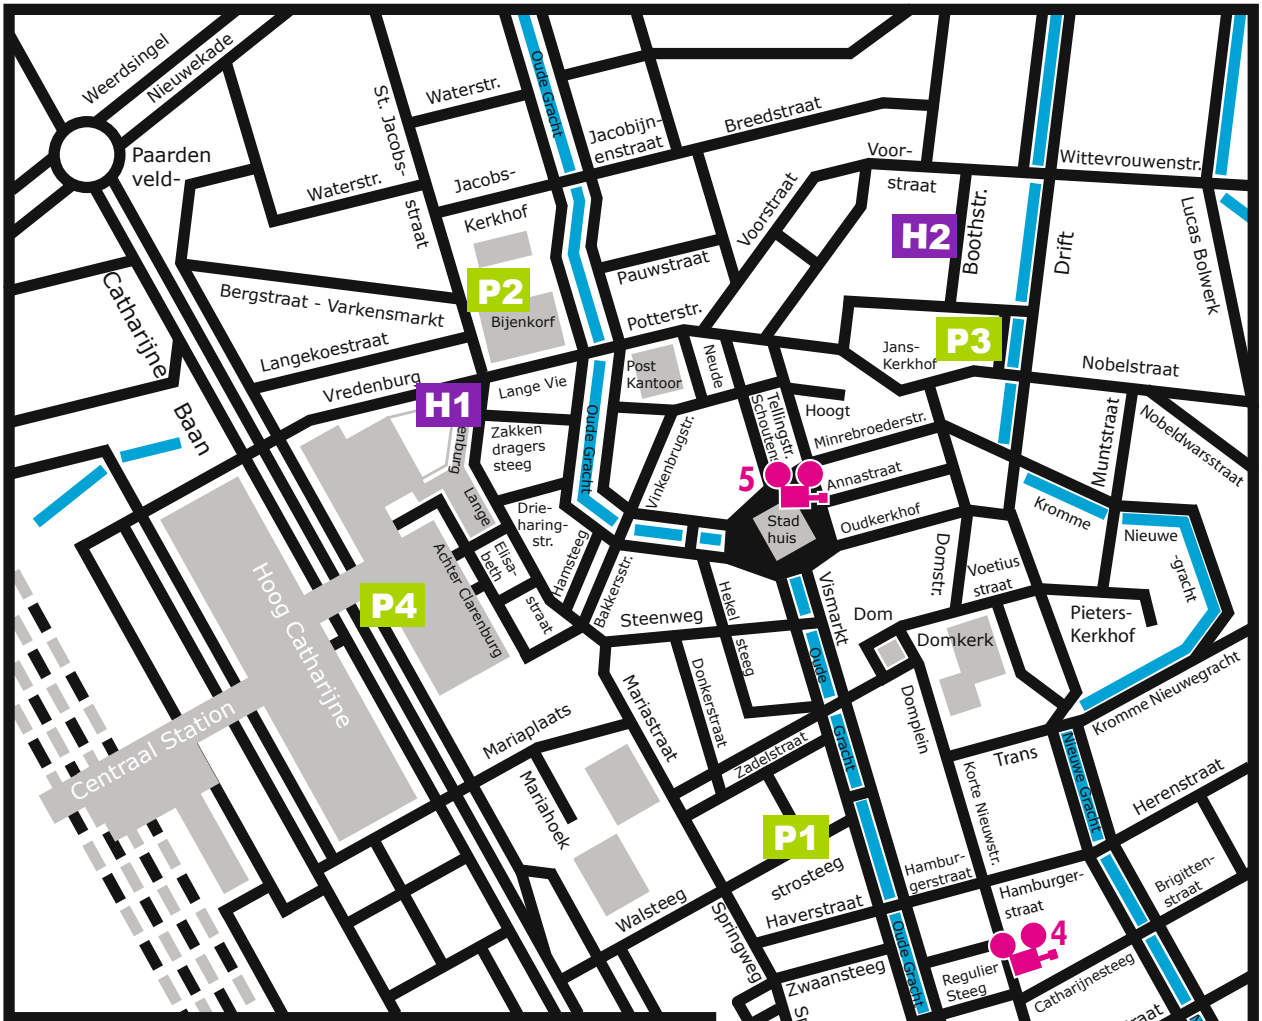 Weerdsingel
Nieuwekade
Paarden
veld-
St. Jacobs-
straat
Waterstr.
Waterstr.
Oude Gracht
Jacobijn-
enstraat
Breedstraat
Jacobs-
Kerkhof
Voor-
straat
Wittevrouwenstr.
Voorstraat
H2
Boothstr.
Drift
Lucas Bolwerk
Catharijne
Baan
Bergstraat - Varkensmarkt
P2
Bijenkorf
Pauwstraat
Potterstr.
Langekoestraat
Vredenburg
H1
Lange Vie
Post
Kantoor
Neude
P3
Jans-
Kerkhof
Nobelstraat
Nobeldwarsstraat
Muntstraat
Hoogt
Tellingstr.
Schoutens
Minrebroederstr.
Annastraat
Oudkerkhof
Zakken
dragers
steeg
enburg
Oude Gracht
Vinkenbrugstr.
5
Stad
huis
Lange
Drie-
haring-
str.
Elisa-
beth
straat
Achter Clarenburg
Hamsteeg
Bakkersstr.
Steenweg
Hekel
steeg
Vismarkt
Dom
Domstr.
Voetius
straat
Kromme
Nieuwe
-gracht
Pieters-
Kerkhof
Domkerk
Hoog Catharijne
P4
Centraal Station
Mariaplaats
Mariastraat
Donkerstraat
Zadelstraat
Oude
Gracht
Domplein
Trans
Kromme Nieuwegracht
Nieuwe Gracht
Herenstraat
Korte Nieuwstr.
Mariahoek
P1
strosteeg
Hambur-
gerstraat
Hamburger-
straat
Brigitten-
straat
Walsteeg
Springweg
Haverstraat
Zwaansteeg
Oude Gracht
4
Regulier
Steeg
Catharijnesteeg
raat